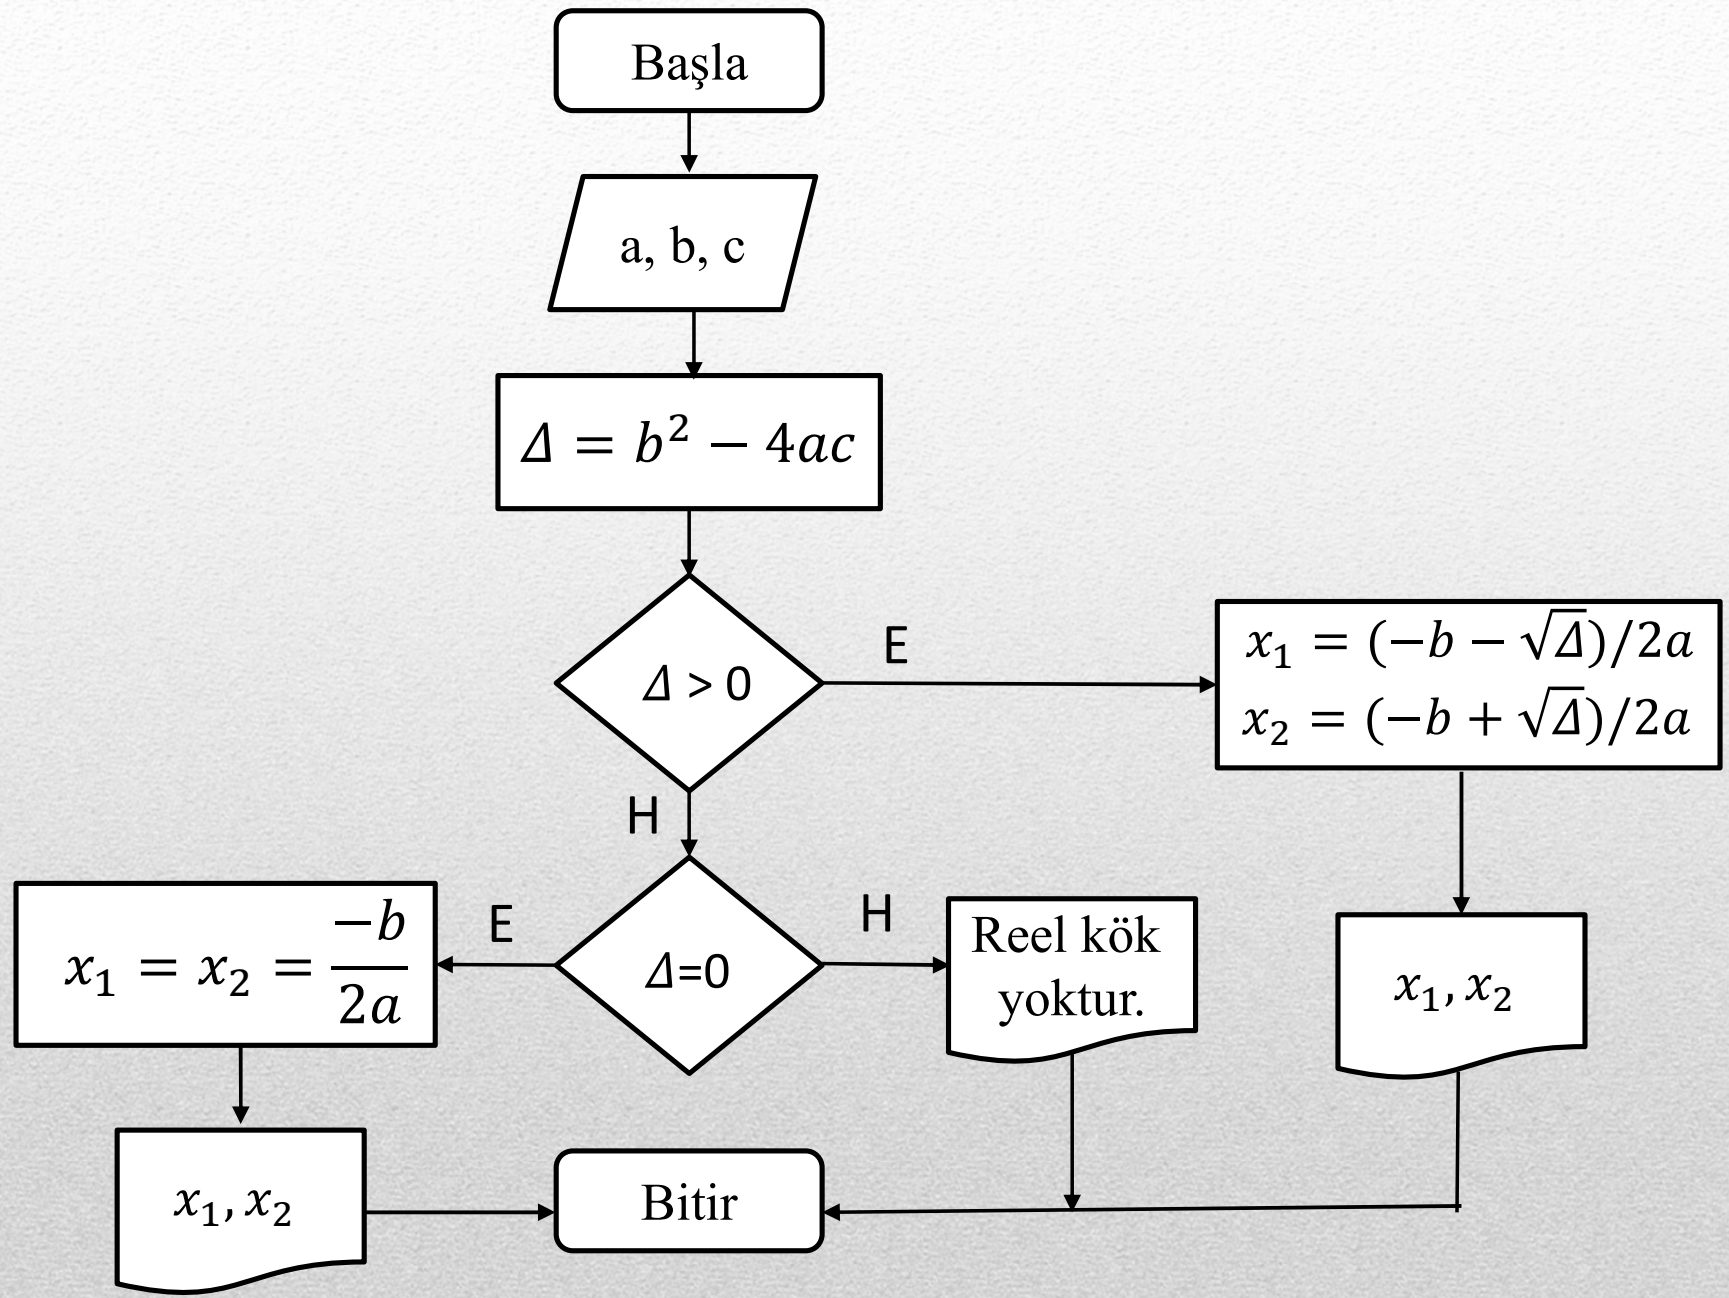 Başla
a, b, c
𝛥 = b² − 4ac
𝛥 > 0
E
x₁ = (−b − √𝛥)/2a
x₂ = (−b + √𝛥)/2a
H
x₁ = x₂ = −b/2a
E
𝛥=0
H
Reel kök
yoktur.
x₁, x₂
x₁, x₂
Bitir